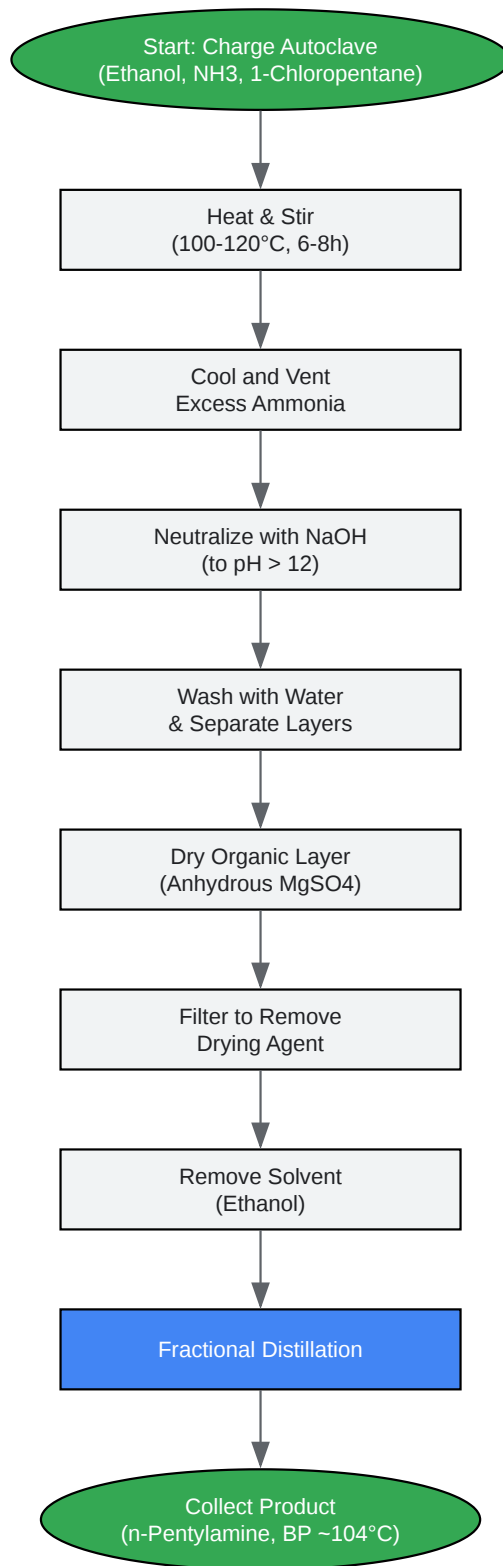 Start: Charge Autoclave
(Ethanol, NH3, 1-Chloropentane)
Heat & Stir
(100-120°C, 6-8h)
Cool and Vent
Excess Ammonia
Neutralize with NaOH
(to pH > 12)
Wash with Water
& Separate Layers
Dry Organic Layer
(Anhydrous MgSO4)
Filter to Remove
Drying Agent
Remove Solvent
(Ethanol)
Fractional Distillation
Collect Product
(n-Pentylamine, BP ~104°C)